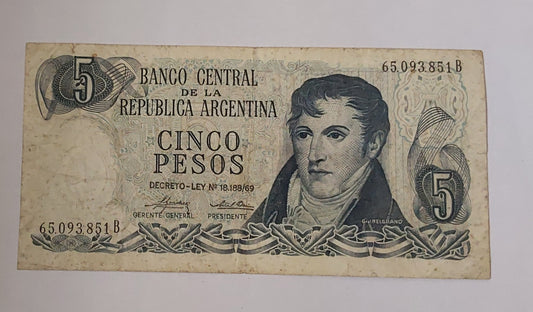 65.093.851 B
5
BANCO CENTRAL
DE LA
REPUBLICA ARGENTINA
CINCO
PESOS
DECRETO-LEY Nº 18.188/69
GERENTE GENERAL PRESIDENTE
65.093.851 B
5